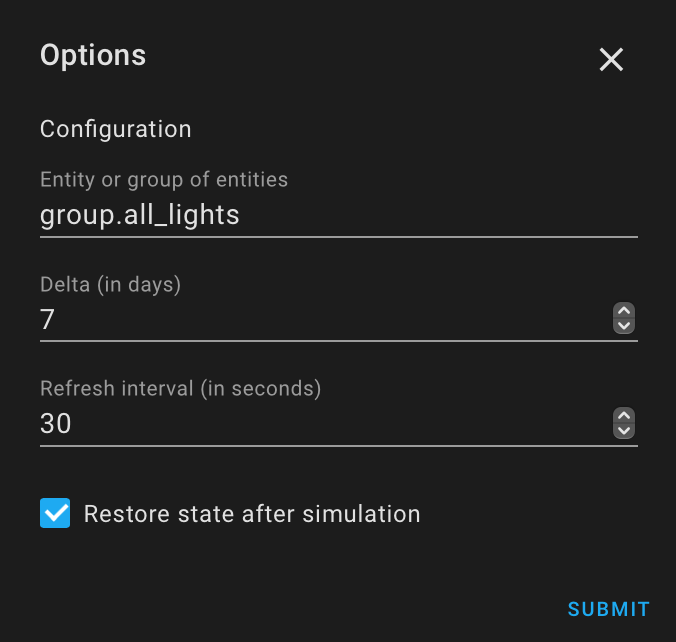 Options
Configuration
Entity or group of entities
group.all_lights
Delta (in days)
7
Refresh interval (in seconds)
30
Restore state after simulation
SUBMIT